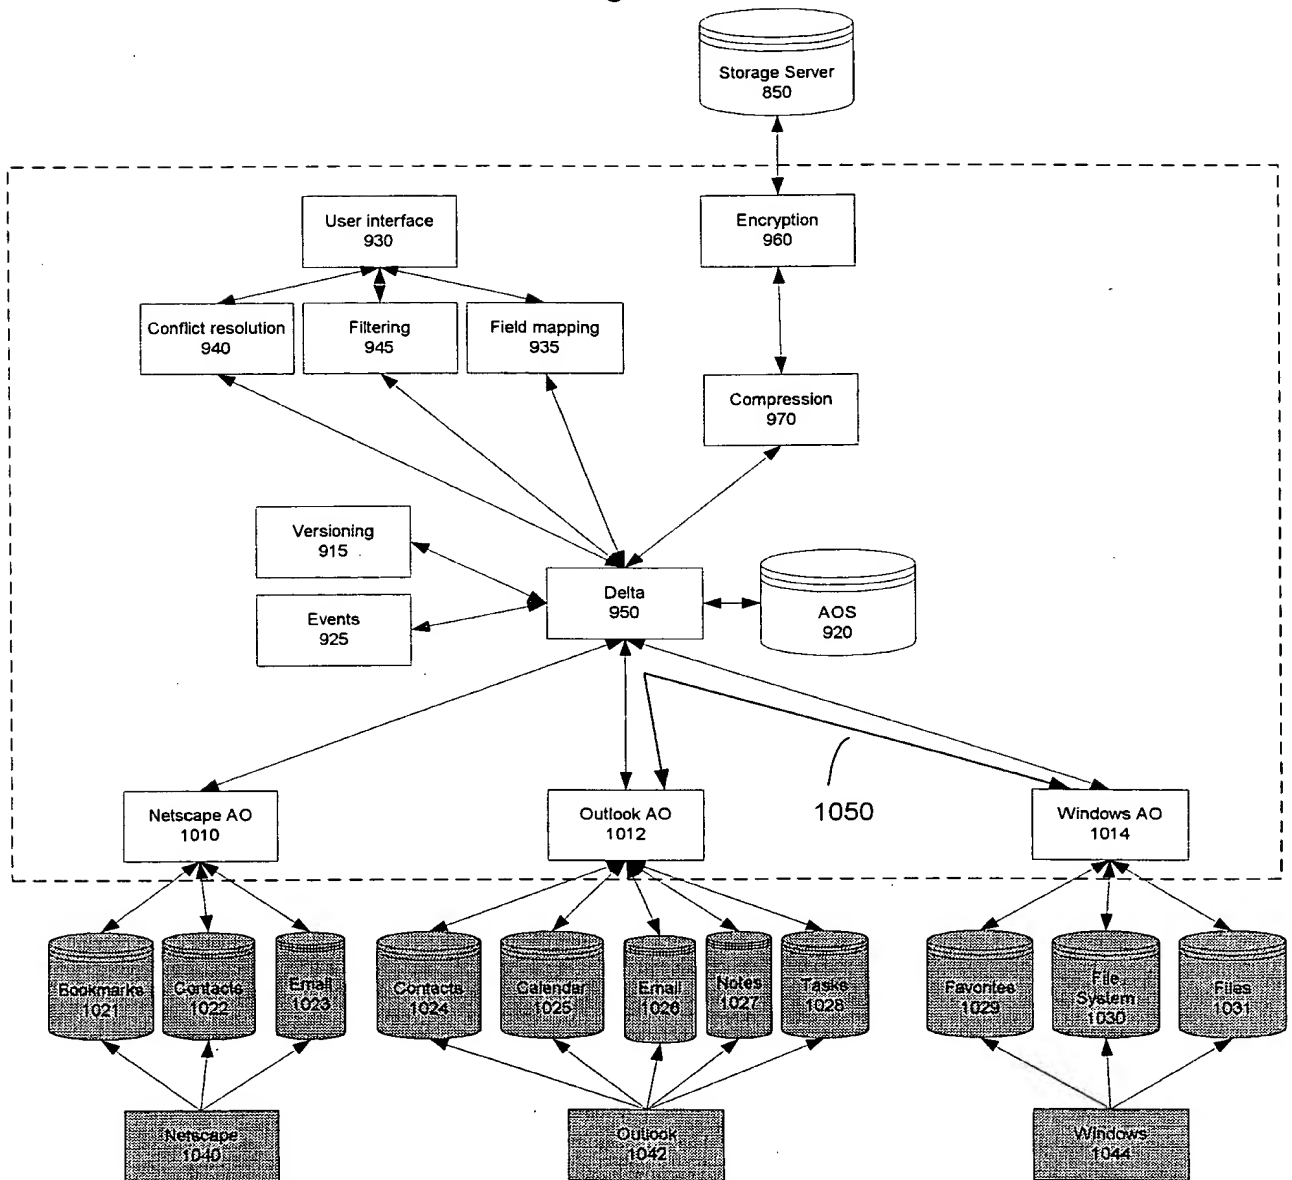 Storage Server
850
User interface
930
Encryption
960
Conflict resolution
940
Filtering
945
Field mapping
935
Compression
970
Versioning
915
Events
925
Delta
950
AOS
920
1050
Netscape AO
1010
Outlook AO
1012
Windows AO
1014
Bookmarks
1021
Contacts
1022
Email
1023
Contacts
1024
Calendar
1025
Email
1026
Notes
1027
Tasks
1028
Favorites
1029
File
System
1030
Files
1031
Netscape
1040
Outlook
1042
Windows
1044